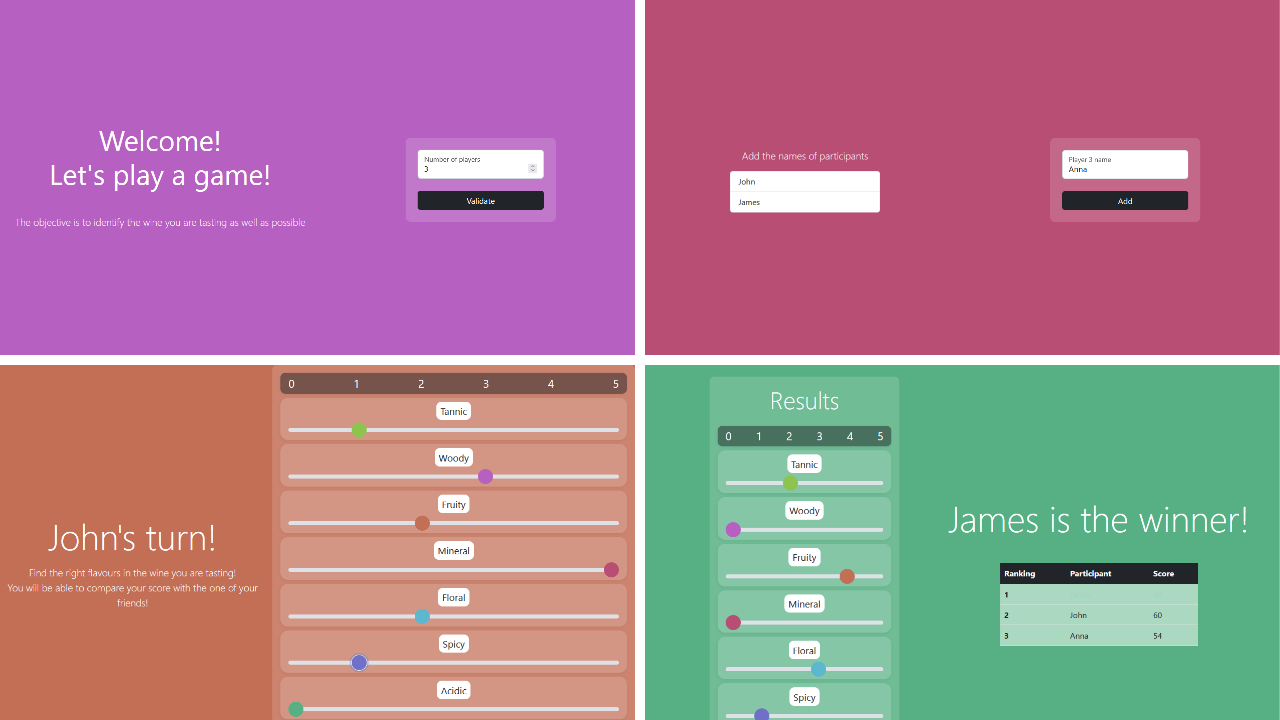 Welcome!
Let's play a game!
The objective is to identify the wine you are tasting as well as possible
Number of players
3
Validate
Add the names of participants
John
James
Player 3 name
Anna
Add
John's turn!
Find the right flavours in the wine you are tasting!
You will be able to compare your score with the one of your
friends!
0 1 2 3 4 5
Tannic
Woody
Fruity
Mineral
Floral
Spicy
Acidic
Results
0 1 2 3 4 5
Tannic
Woody
Fruity
Mineral
Floral
Spicy
James is the winner!
Ranking Participant Score
1
2 John 60
3 Anna 54